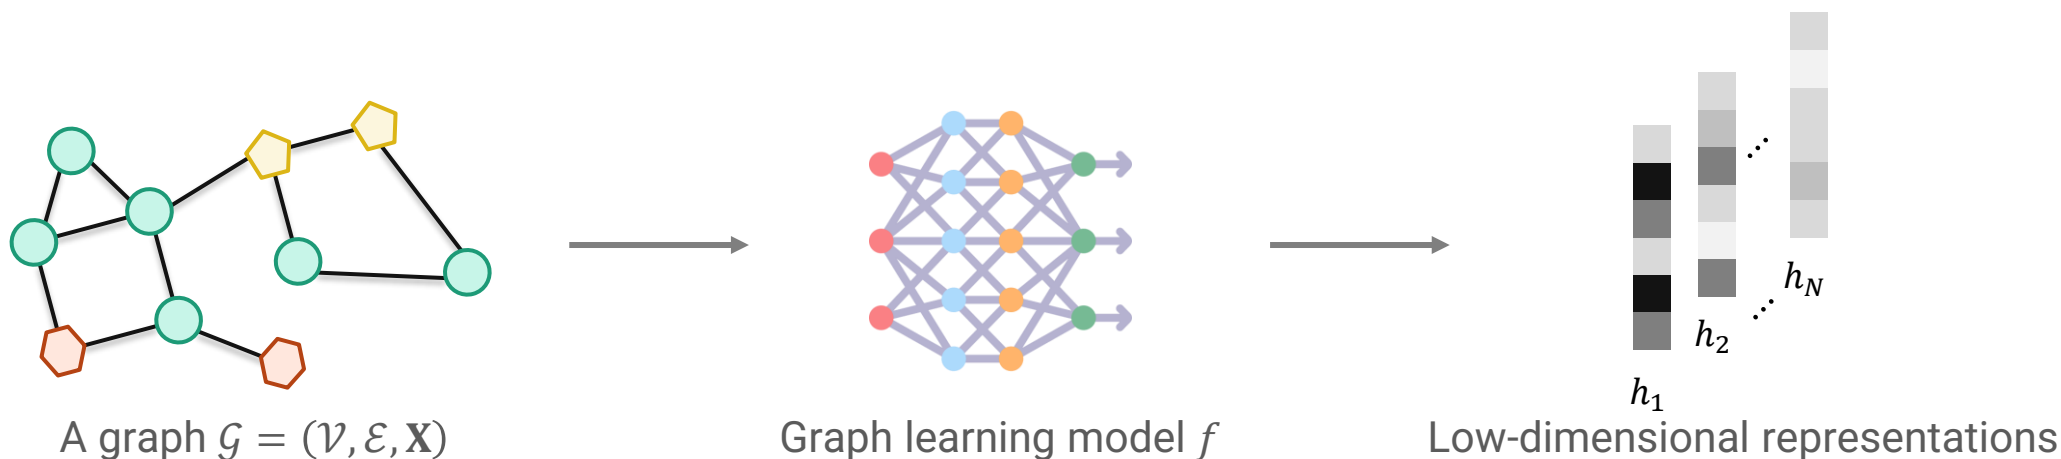 h_N
h_2
h_1
A graph 𝒢 = (𝒱, ℰ, 𝐗)
Graph learning model f
Low-dimensional representations